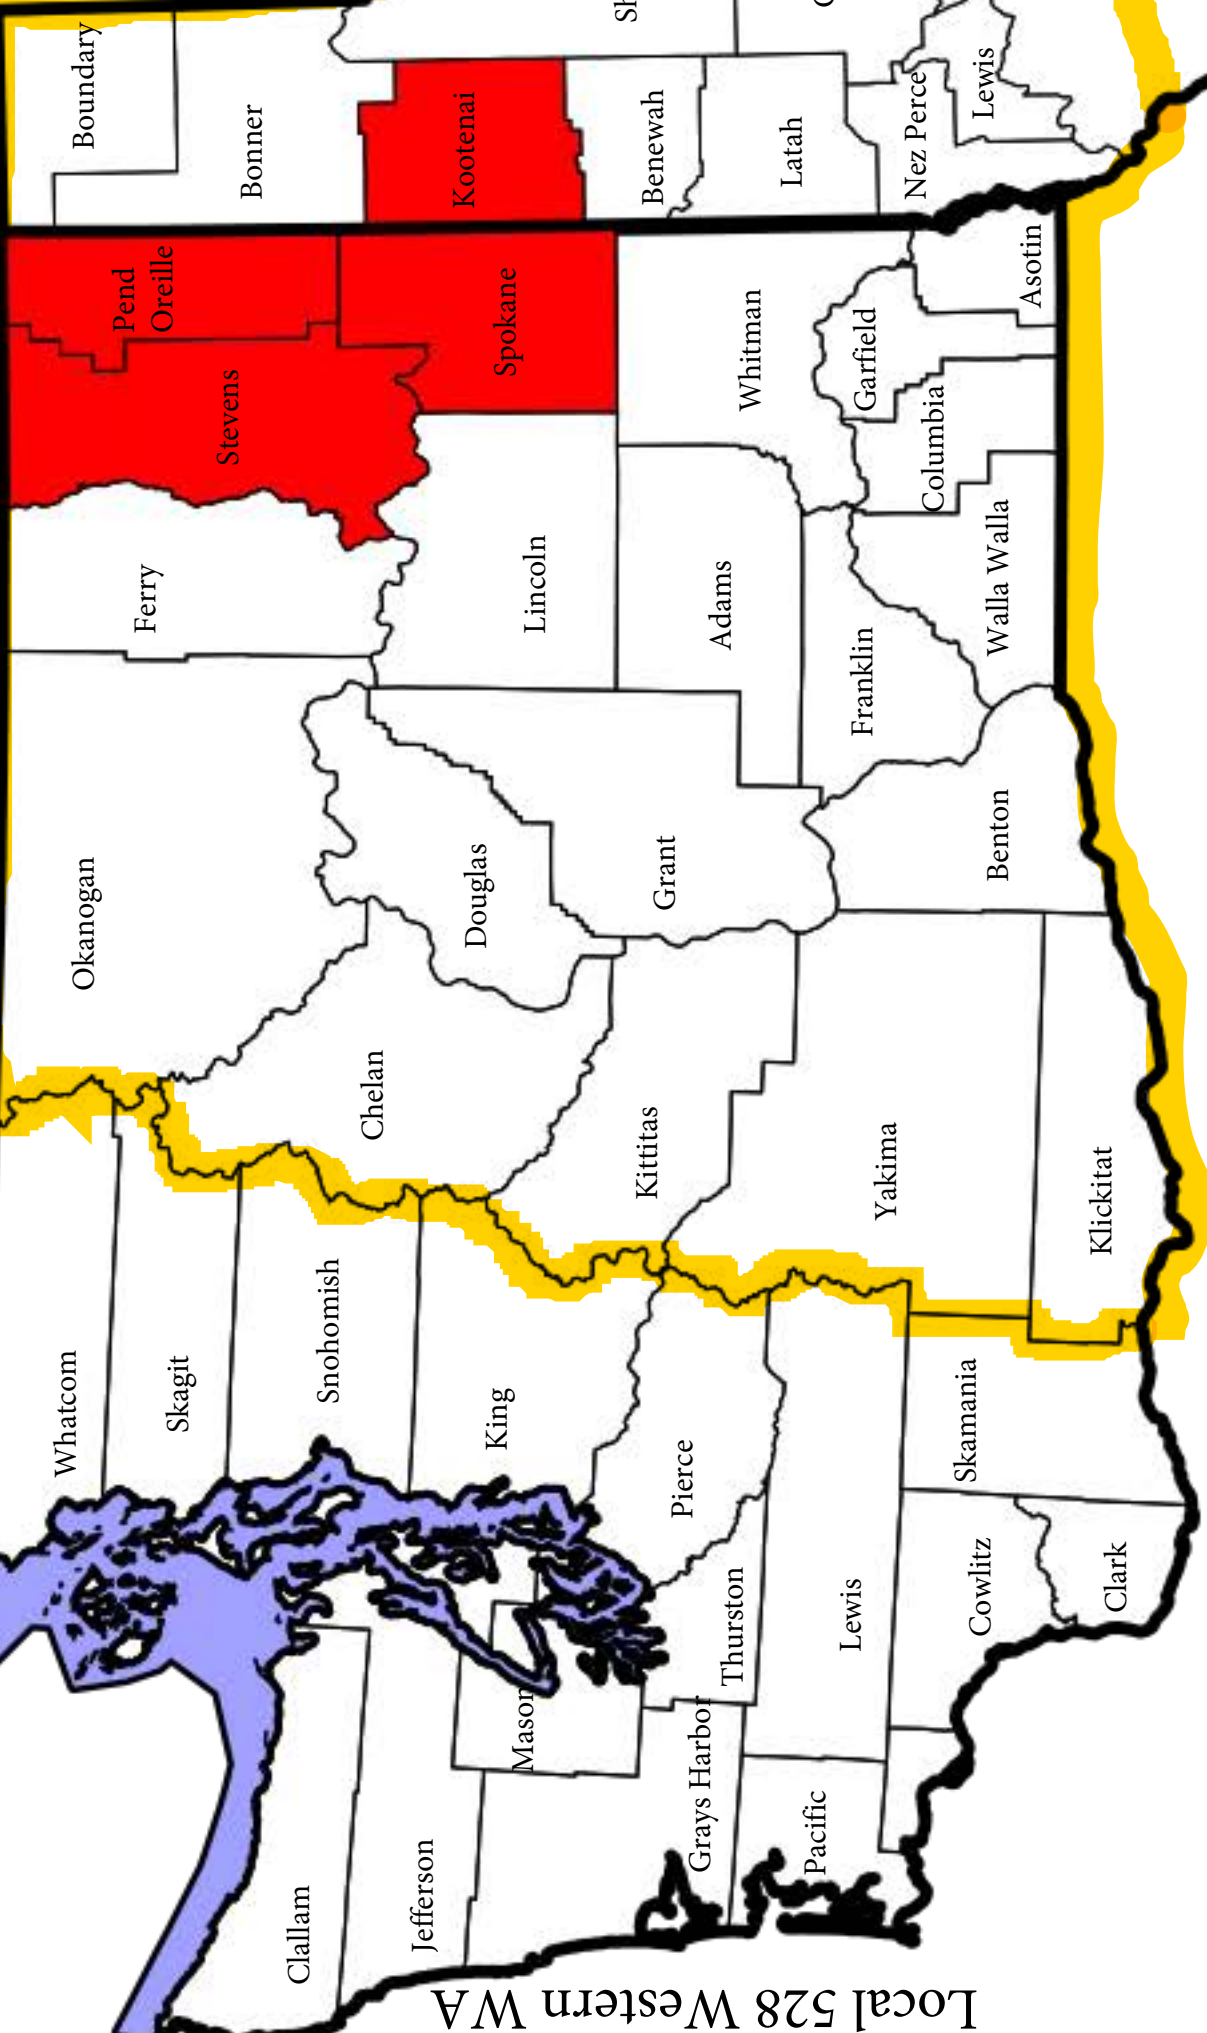 Boundary
Bonner
Kootenai
Benewah
Latah
Nez Perce
Lewis
Pend
Oreille
Stevens
Spokane
Whitman
Garfield
Asotin
Columbia
Walla Walla
Ferry
Lincoln
Adams
Franklin
Benton
Okanogan
Douglas
Grant
Chelan
Kittitas
Yakima
Klickitat
Whatcom
Skagit
Snohomish
King
Pierce
Skamania
Thurston
Lewis
Cowlitz
Clark
Mason
Grays Harbor
Pacific
Clallam
Jefferson
Local 528 Western WA